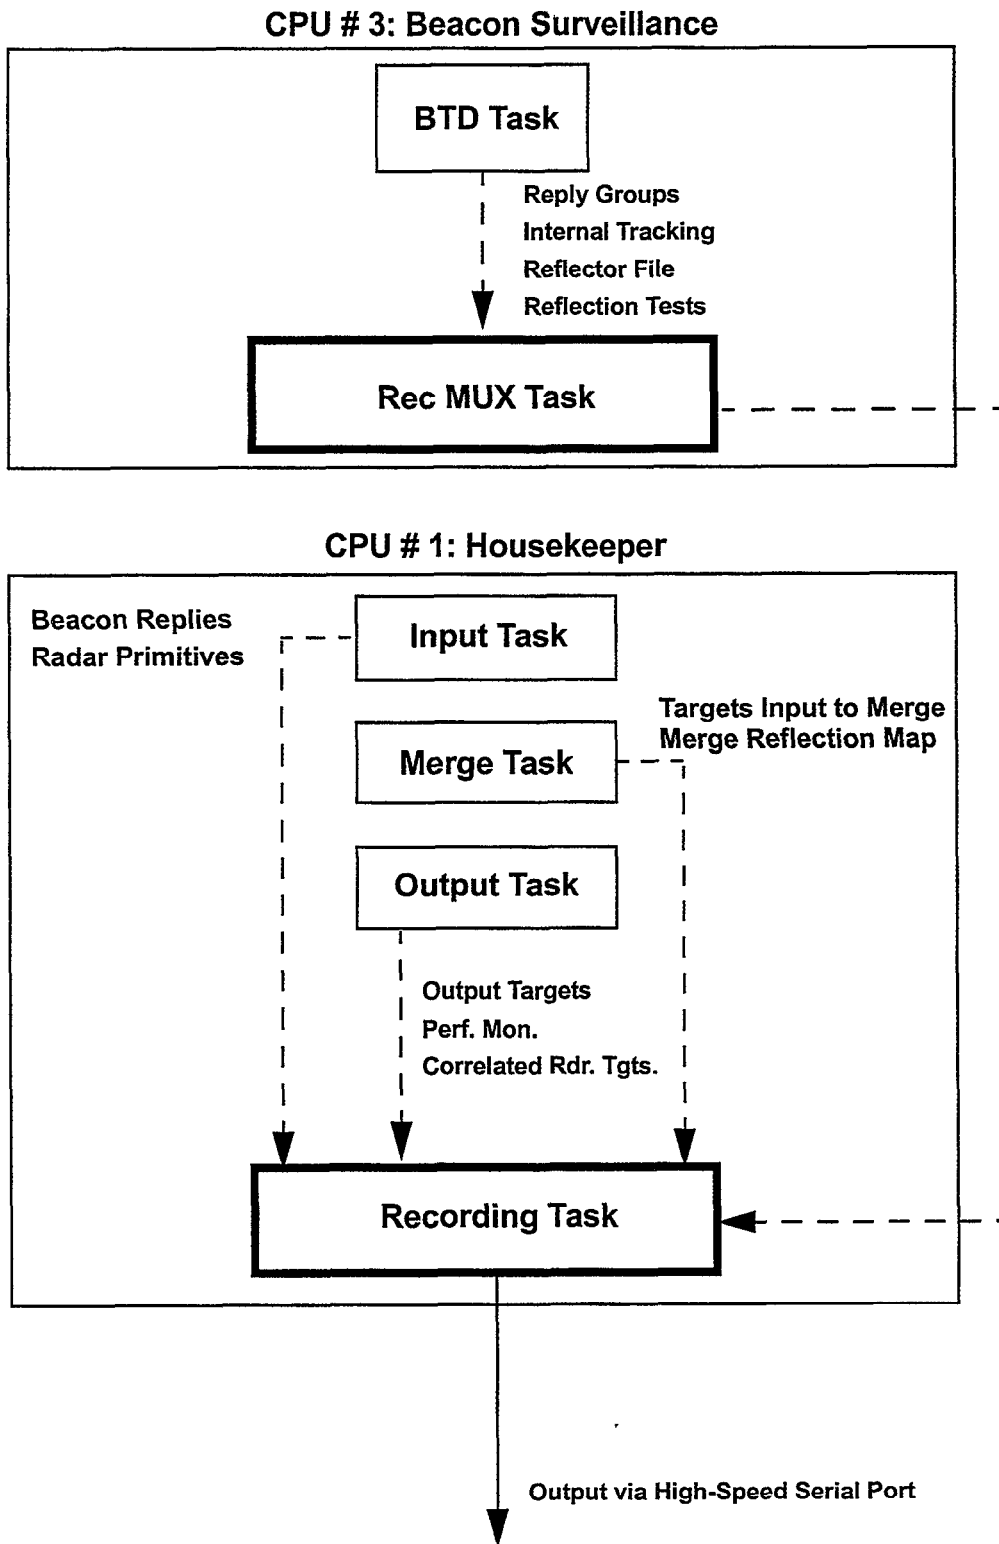 CPU # 3: Beacon Surveillance
BTD Task
Reply Groups
Internal Tracking
Reflector File
Reflection Tests
Rec MUX Task
CPU # 1: Housekeeper
Beacon Replies
Radar Primitives
Input Task
Targets Input to Merge
Merge Reflection Map
Merge Task
Output Task
Output Targets
Perf. Mon.
Correlated Rdr. Tgts.
Recording Task
Output via High-Speed Serial Port